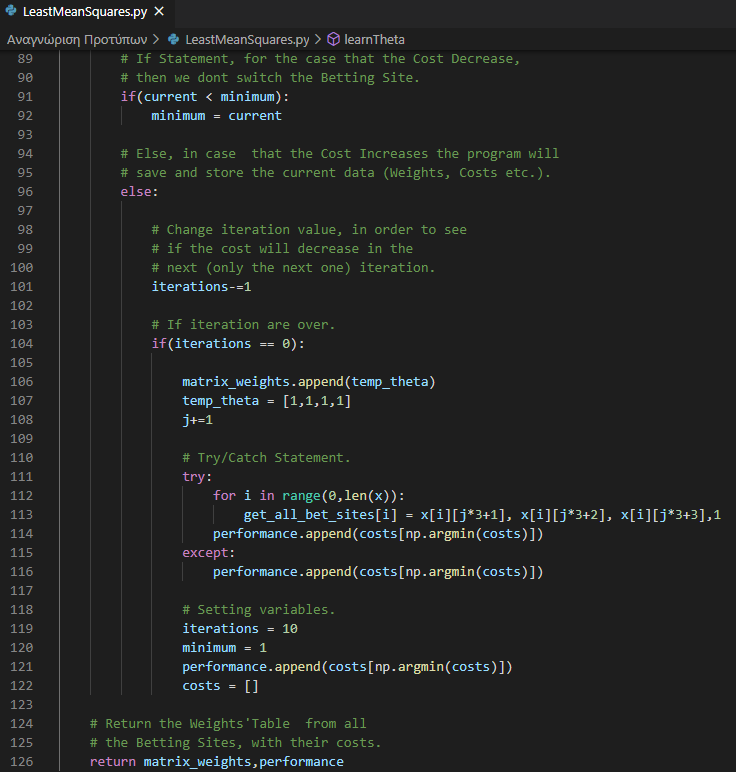 LeastMeanSquares.py ×
Αναγνώριση Προτύπων > LeastMeanSquares.py > learnTheta
89 # If Statement, for the case that the Cost Decrease,
90 # then we dont switch the Betting Site.
91 if(current < minimum):
92 minimum = current
93
94 # Else, in case  that the Cost Increases the program will
95 # save and store the current data (Weights, Costs etc.).
96 else:
97
98 # Change iteration value, in order to see
99 # if the cost will decrease in the
100 # next (only the next one) iteration.
101 iterations-=1
102
103 # If iteration are over.
104 if(iterations == 0):
105
106 matrix_weights.append(temp_theta)
107 temp_theta = [1,1,1,1]
108 j+=1
109
110 # Try/Catch Statement.
111 try:
112 for i in range(0,len(x)):
113 get_all_bet_sites[i] = x[i][j*3+1], x[i][j*3+2], x[i][j*3+3],1
114 performance.append(costs[np.argmin(costs)])
115 except:
116 performance.append(costs[np.argmin(costs)])
117
118 # Setting variables.
119 iterations = 10
120 minimum = 1
121 performance.append(costs[np.argmin(costs)])
122 costs = []
123
124 # Return the Weights'Table  from all
125 # the Betting Sites, with their costs.
126 return matrix_weights,performance